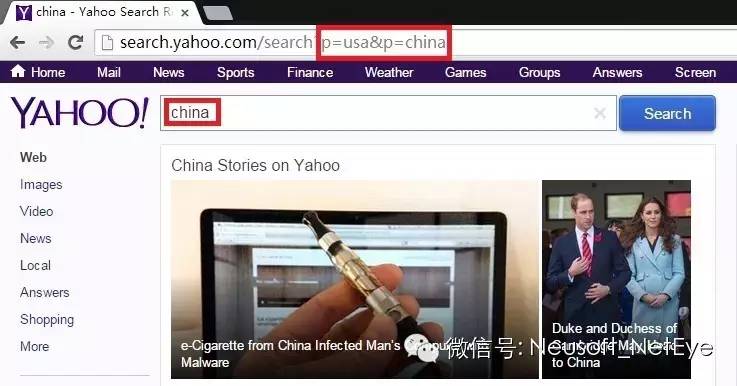 china - Yahoo Search Re
search.yahoo.com/search?p=usa&p=china
Home Mail News Sports Finance Weather Games Groups Answers Screen
YAHOO! china Search
Web
Images
Video
News
Local
Answers
Shopping
More
China Stories on Yahoo
e-Cigarette from China Infected Man's
Malware
Duke and Duchess of
to China
微信号: Neusoft_NetEye